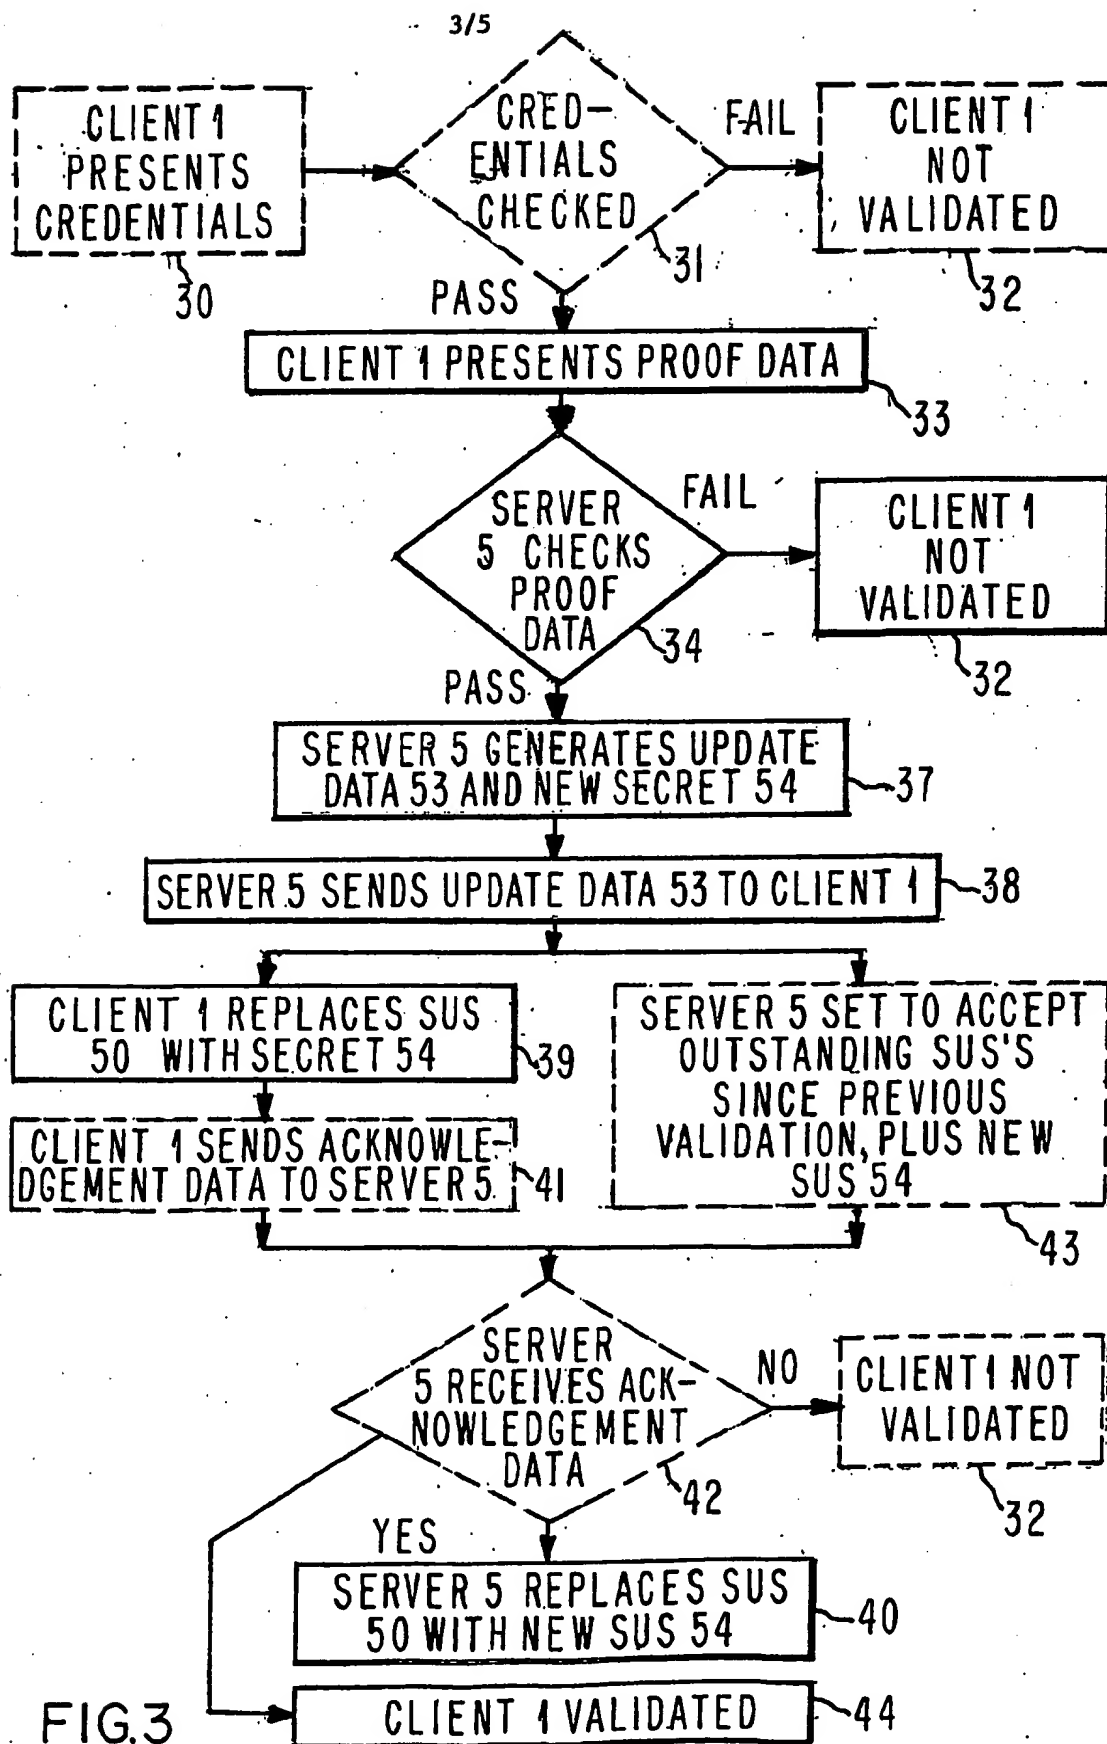 3/5
CLIENT 1
PRESENTS
CREDENTIALS
30
CRED-
ENTIALS
CHECKED
31
FAIL
CLIENT 1
NOT
VALIDATED
32
PASS
CLIENT 1 PRESENTS PROOF DATA
33
SERVER
5 CHECKS
PROOF
DATA
34
FAIL
CLIENT 1
NOT
VALIDATED
32
PASS
SERVER 5 GENERATES UPDATE
DATA 53 AND NEW SECRET 54
37
SERVER 5 SENDS UPDATE DATA 53 TO CLIENT 1
38
CLIENT 1 REPLACES SUS
50 WITH SECRET 54
39
CLIENT 1 SENDS ACKNOWLE-
DGEMENT DATA TO SERVER 5
41
SERVER 5 SET TO ACCEPT
OUTSTANDING SUS'S
SINCE PREVIOUS
VALIDATION, PLUS NEW
SUS 54
43
SERVER
5 RECEIVES ACK-
NOWLEDGEMENT
DATA
42
NO
CLIENT 1 NOT
VALIDATED
32
YES
SERVER 5 REPLACES SUS
50 WITH NEW SUS 54
40
CLIENT 1 VALIDATED
44
FIG.3